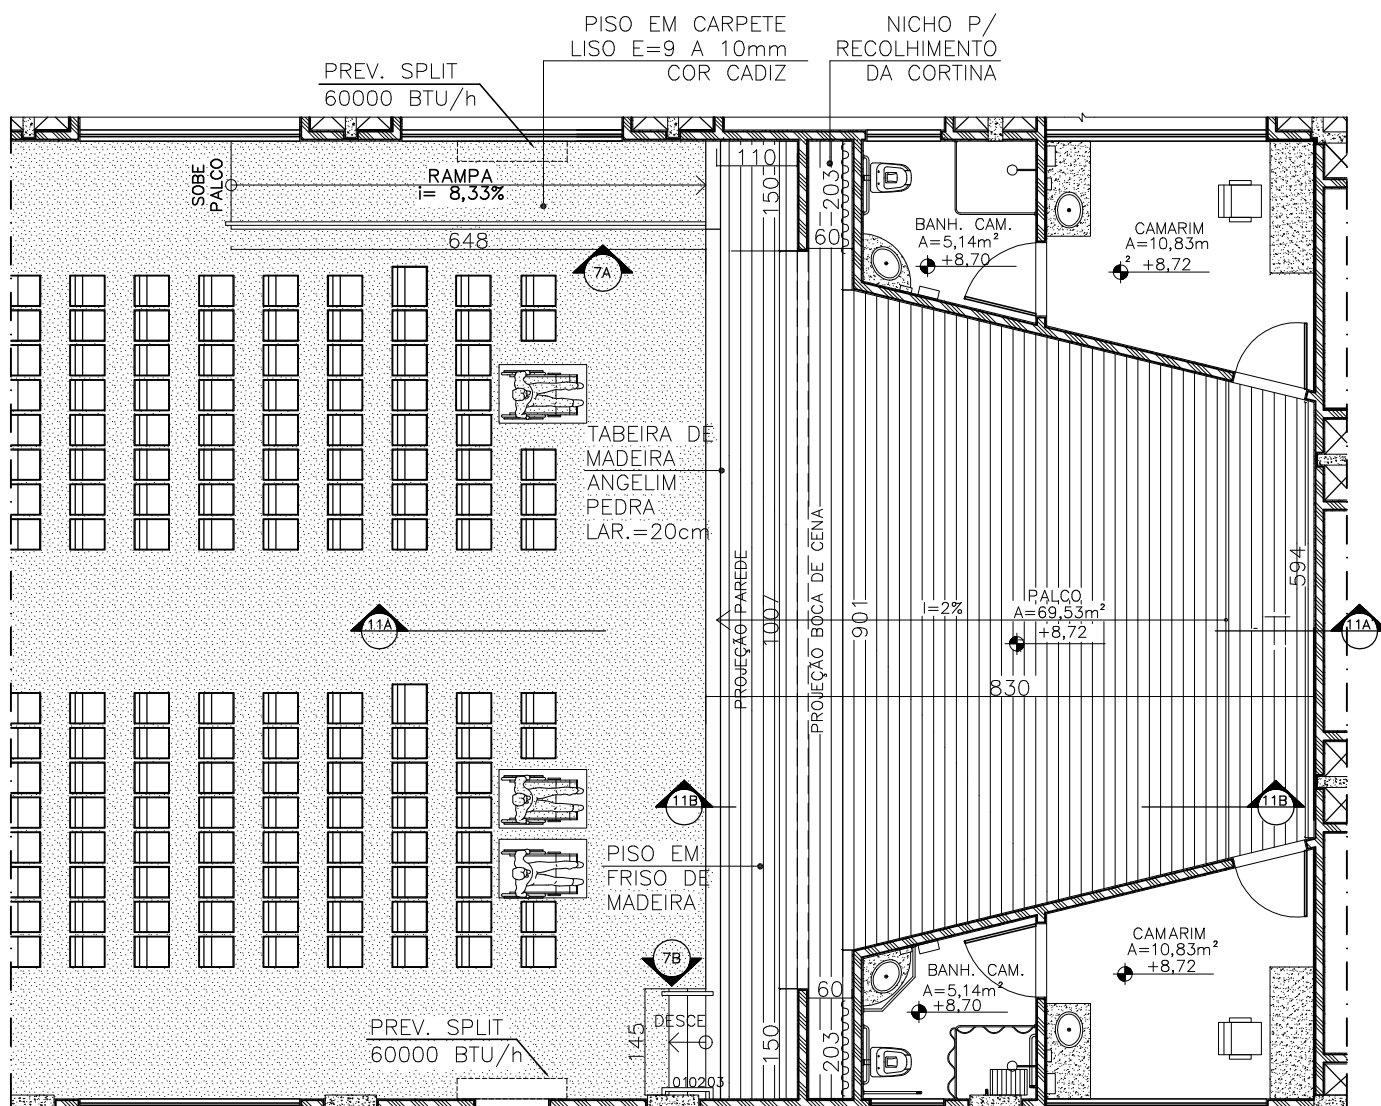 PISO EM CARPETE
LISO E=9 A 10mm
COR CADIZ
NICHO P/
RECOLHIMENTO
DA CORTINA
PREV. SPLIT
60000 BTU/h
SOBE
PALCO
RAMPA
i= 8,33%
648
110
150
203
60
BANH. CAM.
A=5,14m²
+8,70
CAMARIM
A=10,83m
² +8,72
7A
TABEIRA DE
MADEIRA
ANGELIM
PEDRA
LAR.=20cm
PROJEÇÃO PAREDE
1007
PROJEÇÃO BOCA DE CENA
901
I=2%
PALCO
A=69,53m²
+8,72
594
11A
11A
830
11B
11B
PISO EM
FRISO DE
MADEIRA
7B
DESCE
145
010203
150
60
203
PREV. SPLIT
60000 BTU/h
BANH. CAM.
A=5,14m²
+8,70
CAMARIM
A=10,83m²
+8,72